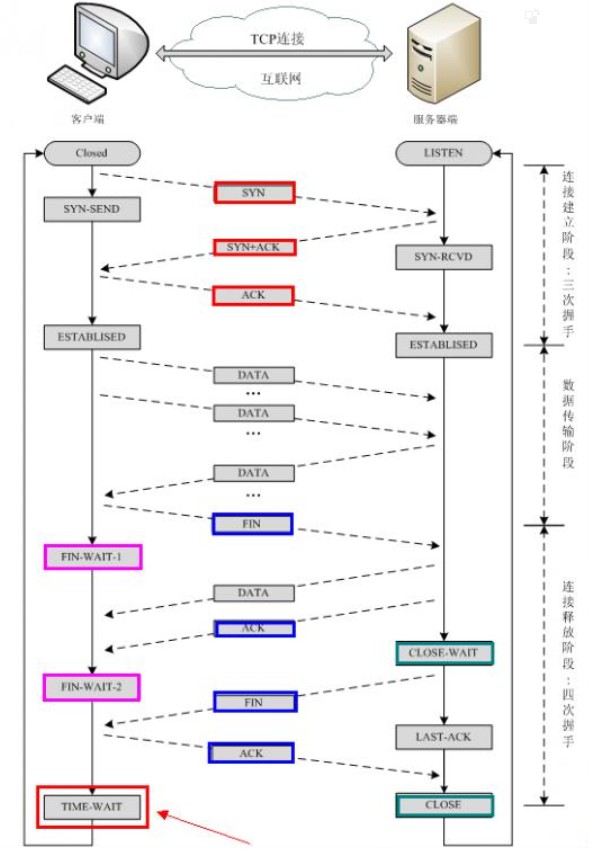 TCP连接
互联网
客户端
服务器端
Closed
LISTEN
SYN
SYN-SEND
SYN+ACK
SYN-RCVD
ACK
ESTABLISED
ESTABLISED
连接建立阶段：三次握手
DATA
...
DATA
...
DATA
...
数据传输阶段
FIN
FIN-WAIT-1
DATA
ACK
CLOSE-WAIT
FIN-WAIT-2
FIN
LAST-ACK
ACK
TIME-WAIT
CLOSE
连接释放阶段：四次握手